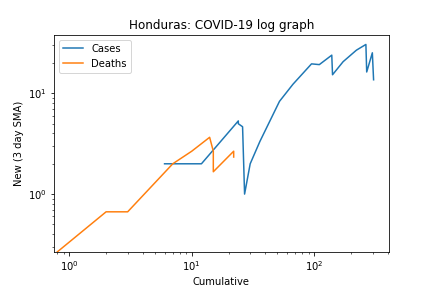 Honduras: COVID-19 log graph
Cases
Deaths
New (3 day SMA)
10¹
10⁰
10⁰ 10¹ 10²
Cumulative